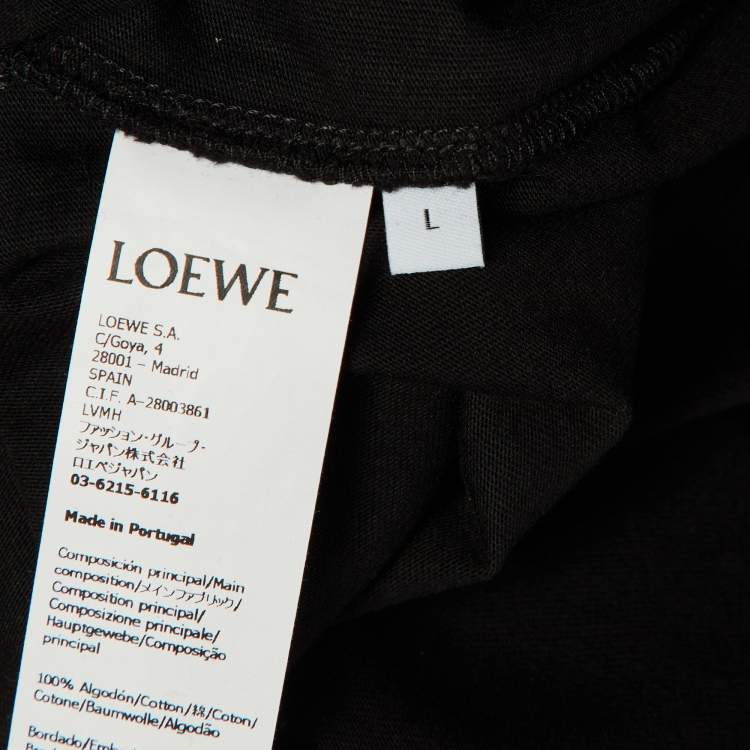 L
LOEWE
LOEWE S.A.
C/Goya, 4
28001 - Madrid
SPAIN
C.I.F. A-28003861
LVMH
ファッション・グループ・
ジャパン株式会社
ロエベジャパン
03-6215-6116
Made in Portugal
Composición principal/Main
composition/メインファブリック/
Composition principal/
Composizione principale/
Hauptgewebe/Composição
principal
100% Algodón/Cotton/綿/Coton/
Cotone/Baumwolle/Algodão
Bordado/